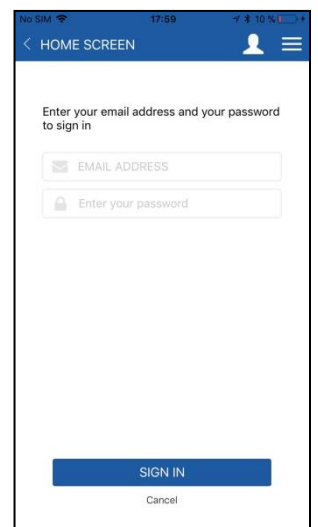 No SIM 17:59 10 %
HOME SCREEN
Enter your email address and your password
to sign in
EMAIL ADDRESS
Enter your password
SIGN IN
Cancel